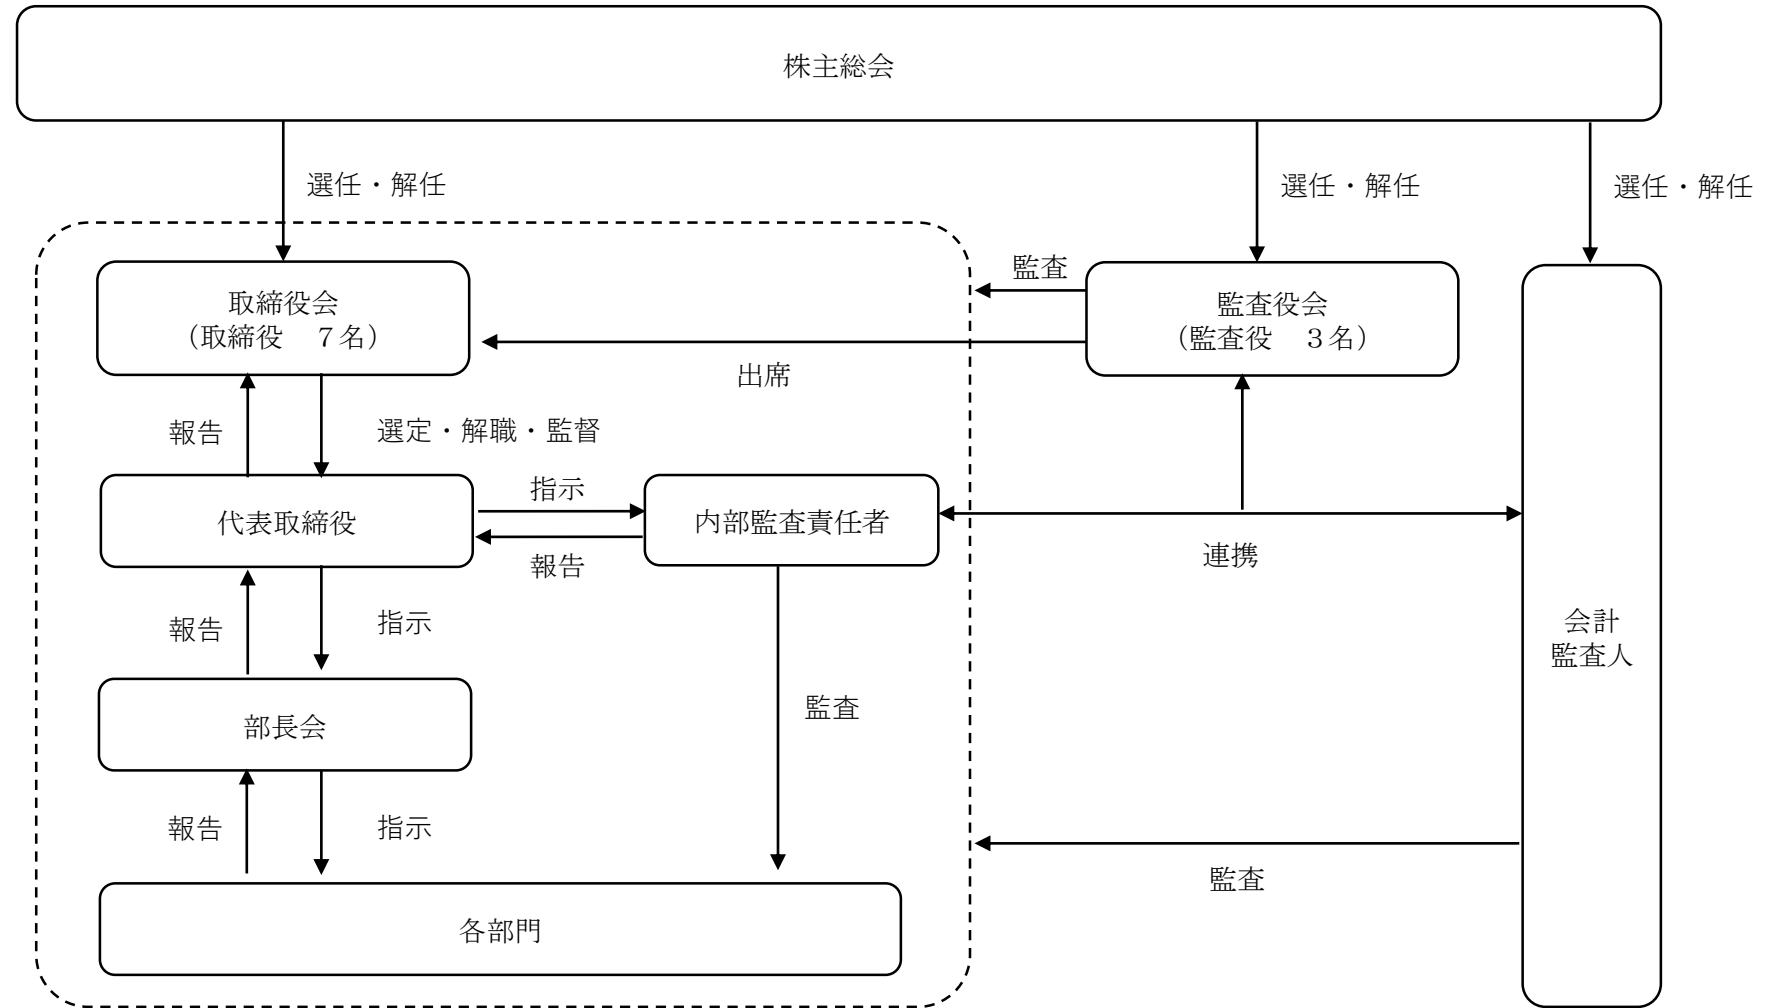 株主総会
選任・解任
選任・解任
選任・解任
監査
取締役会
(取締役　７名)
監査役会
(監査役　３名)
出席
報告
選定・解職・監督
指示
代表取締役
内部監査責任者
報告
連携
報告
指示
会計
監査人
部長会
監査
報告
指示
監査
各部門